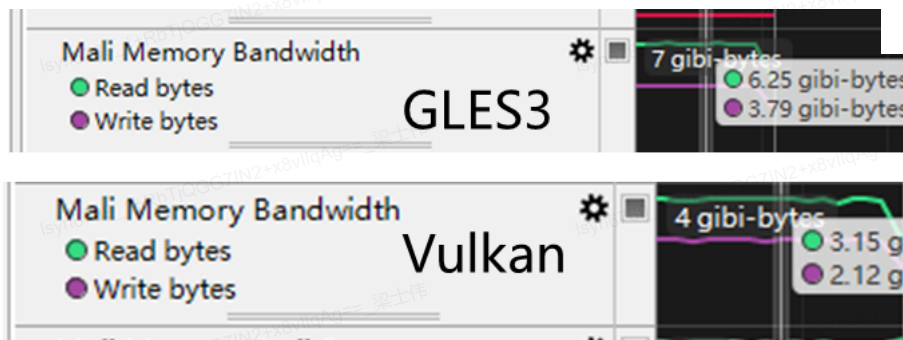 Mali Memory Bandwidth
Read bytes
Write bytes
GLES3
7 gibi-bytes
6.25 gibi-bytes
3.79 gibi-bytes
Mali Memory Bandwidth
Read bytes
Write bytes
Vulkan
4 gibi-bytes
3.15 g
2.12 g